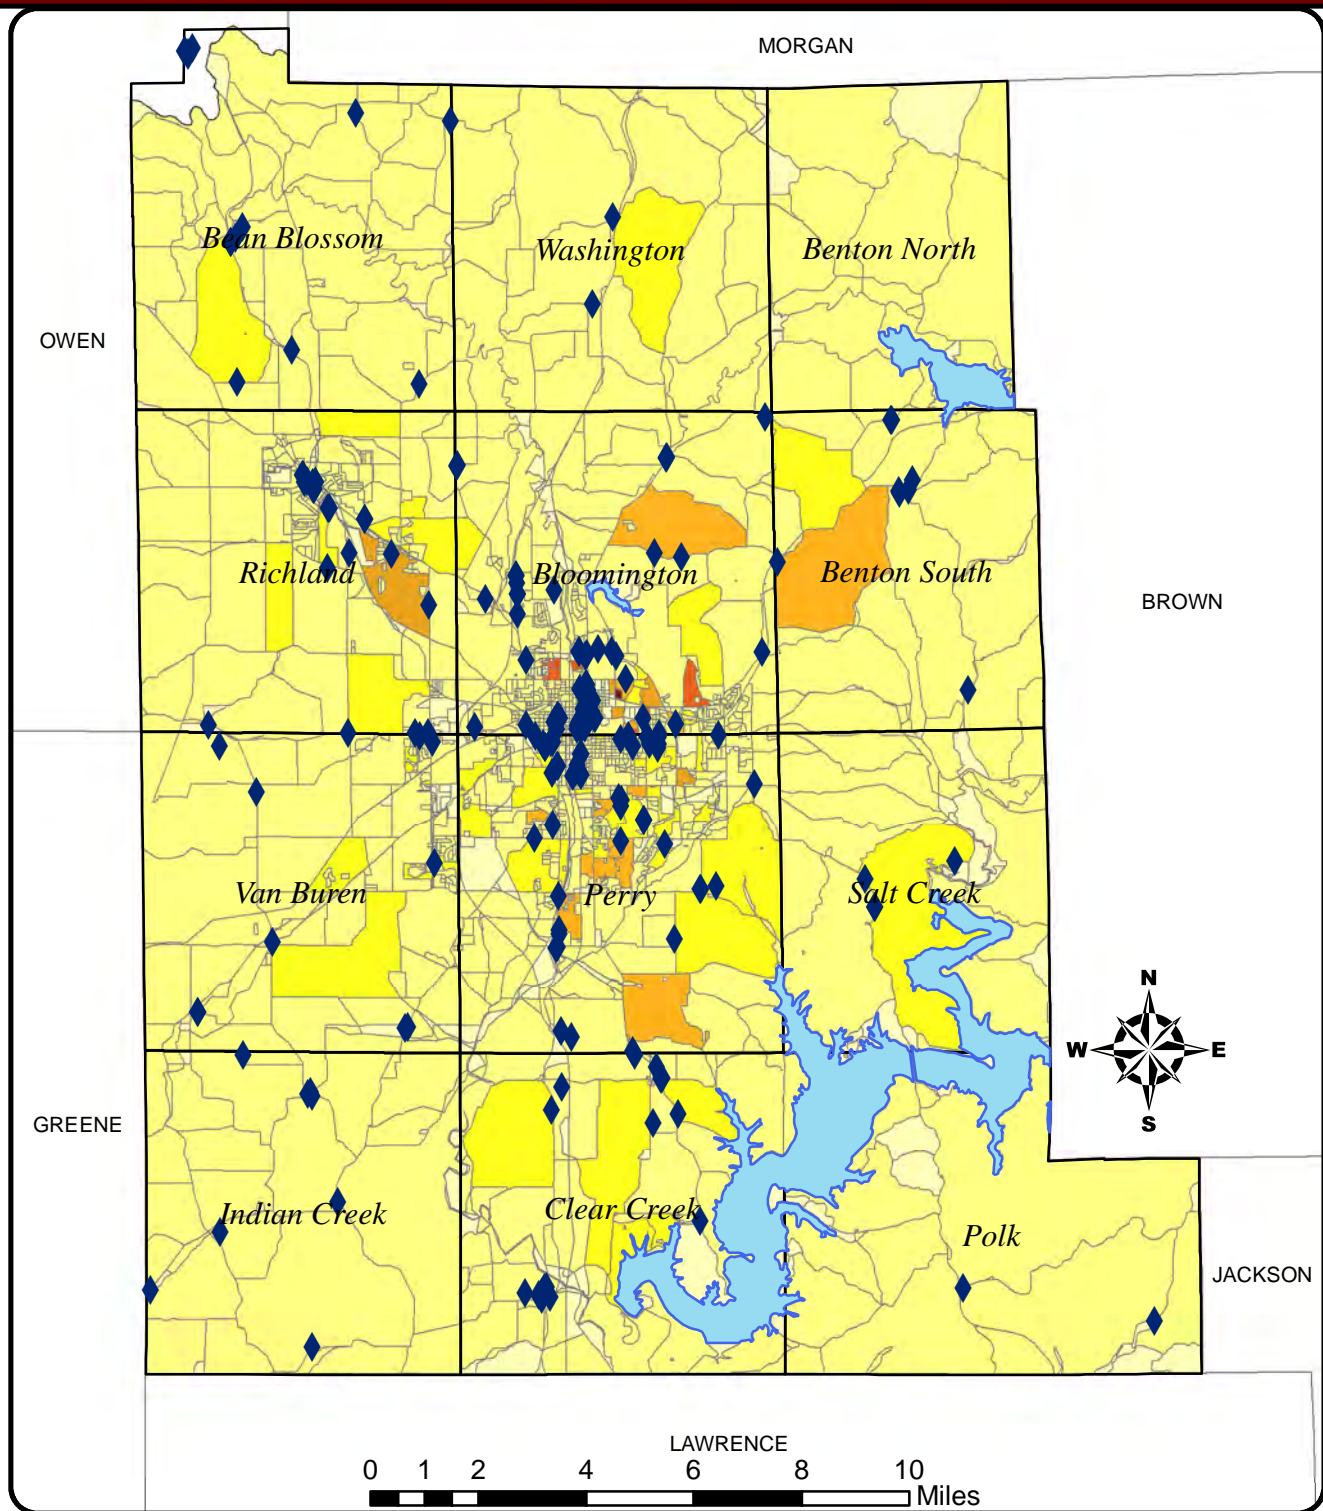 MORGAN
Bean Blossom
Washington
Benton North
OWEN
Richland
Bloomington
Benton South
BROWN
Van Buren
Perry
Salt Creek
N
W
E
S
GREENE
Indian Creek
Clear Creek
Polk
JACKSON
LAWRENCE
0 1 2 4 6 8 10
Miles